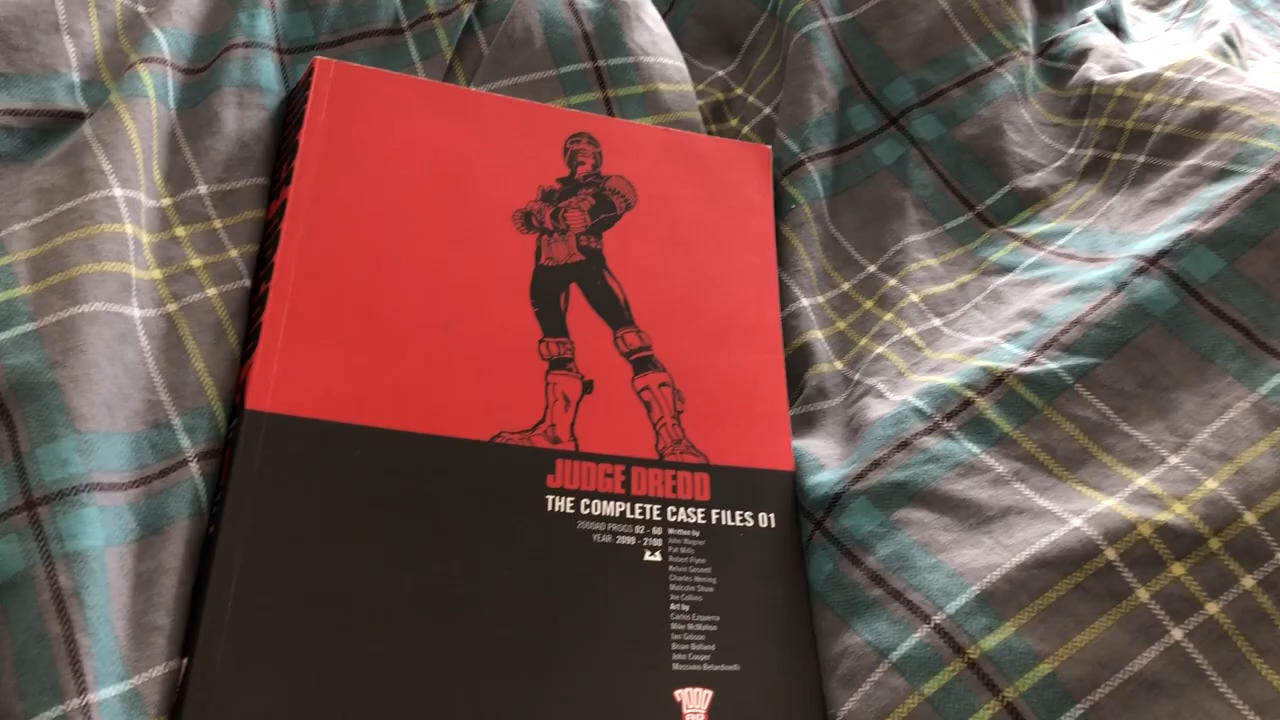 JUDGE DREDD
THE COMPLETE CASE FILES 01
2000AD PROGS 02 - 60
YEAR: 2099 - 2100
Written by
John Wagner
Pat Mills
Robert Flynn
Kelvin Gosnell
Charles Herring
Malcolm Shaw
Joe Collins
Art by
Carlos Ezquerra
Mike McMahon
Ian Gibson
Brian Bolland
John Cooper
Massimo Belardinelli
2000
AD